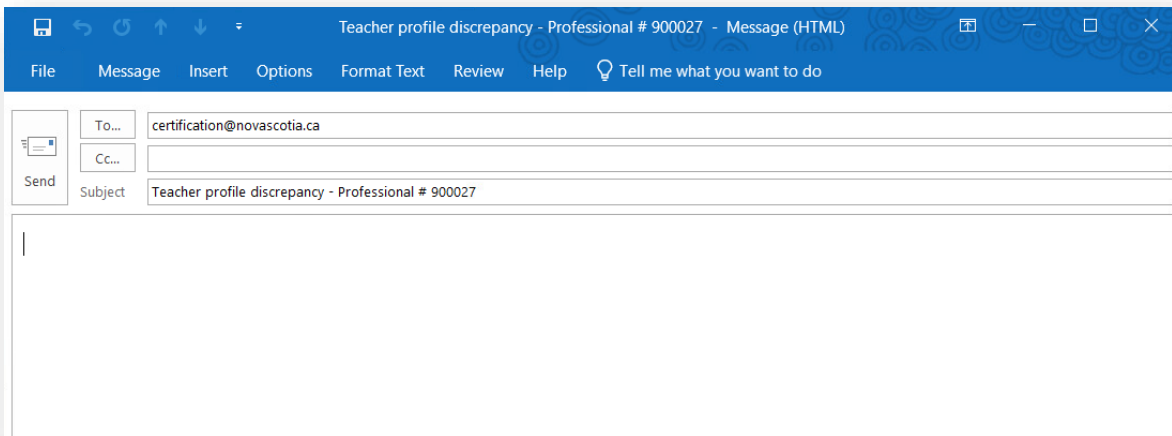 Teacher profile discrepancy - Professional # 900027 - Message (HTML)
File Message Insert Options Format Text Review Help Tell me what you want to do
To... certification@novascotia.ca
Cc...
Send
Subject Teacher profile discrepancy - Professional # 900027